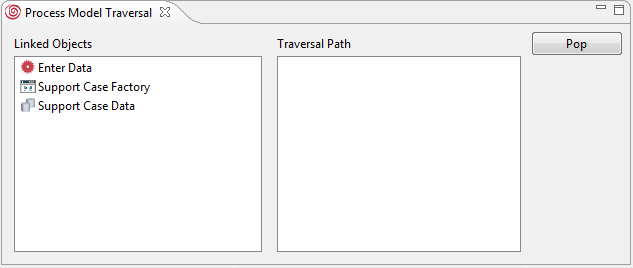 Process Model Traversal
Linked Objects
Traversal Path
Pop
Enter Data
Support Case Factory
Support Case Data